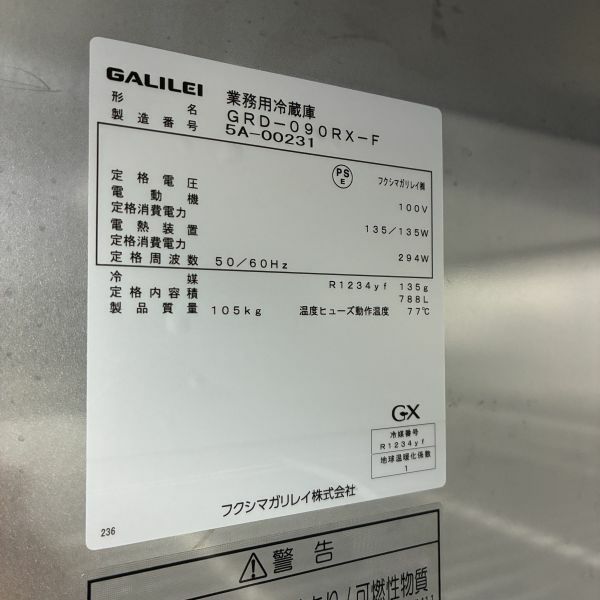 GALILEI 業務用冷蔵庫
形名 GRD-090RX-F
製造番号 5A-00231
PS E フクシマガリレイ㈱
定格電圧 100V
電動機
定格消費電力 135/135W
電熱装置
定格消費電力 294W
定格周波数 50/60Hz
冷媒 R1234yf 135g
定格内容積 788L
製品質量 105kg 温度ヒューズ動作温度 77℃
GX
冷媒番号
R1234yf
地球温暖化係数
1
フクシマガリレイ株式会社
236
警告
/可燃性物質